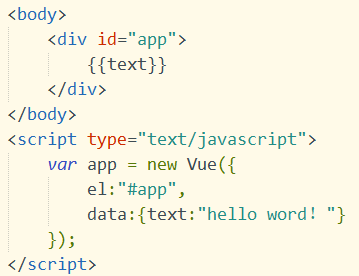 <body>
    <div id="app">
        {{text}}
    </div>
</body>
<script type="text/javascript">
    var app = new Vue({
        el:"#app",
        data:{text:"hello word! "}
    });
</script>